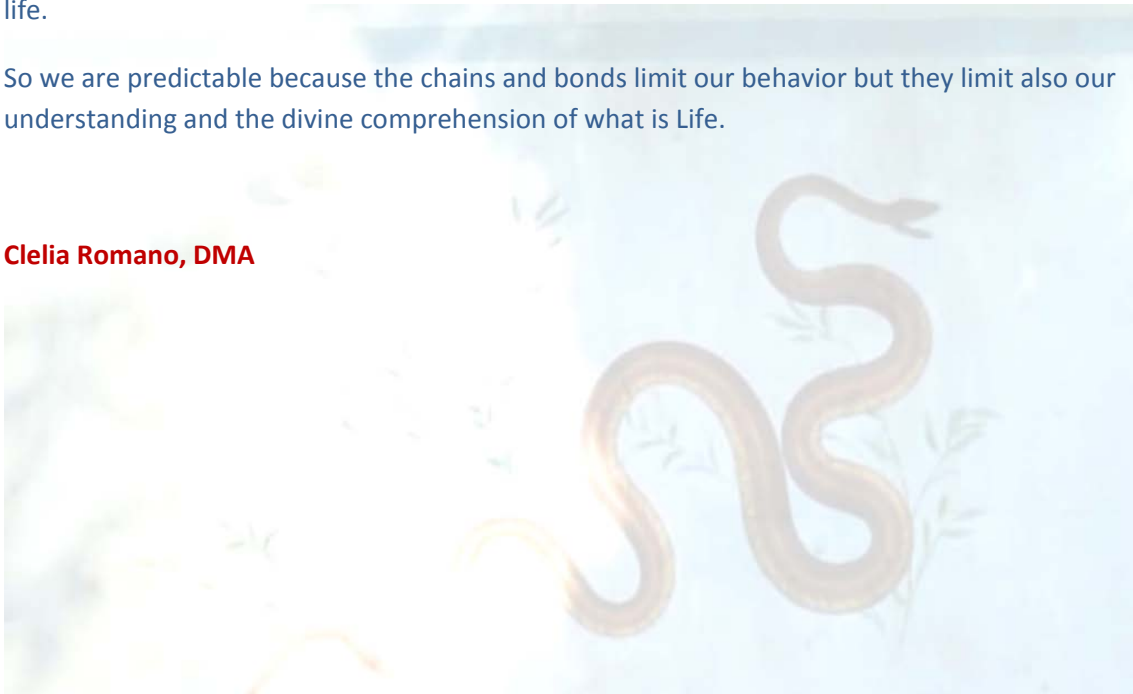 life.
So we are predictable because the chains and bonds limit our behavior but they limit also our
understanding and the divine comprehension of what is Life.
Clelia Romano, DMA